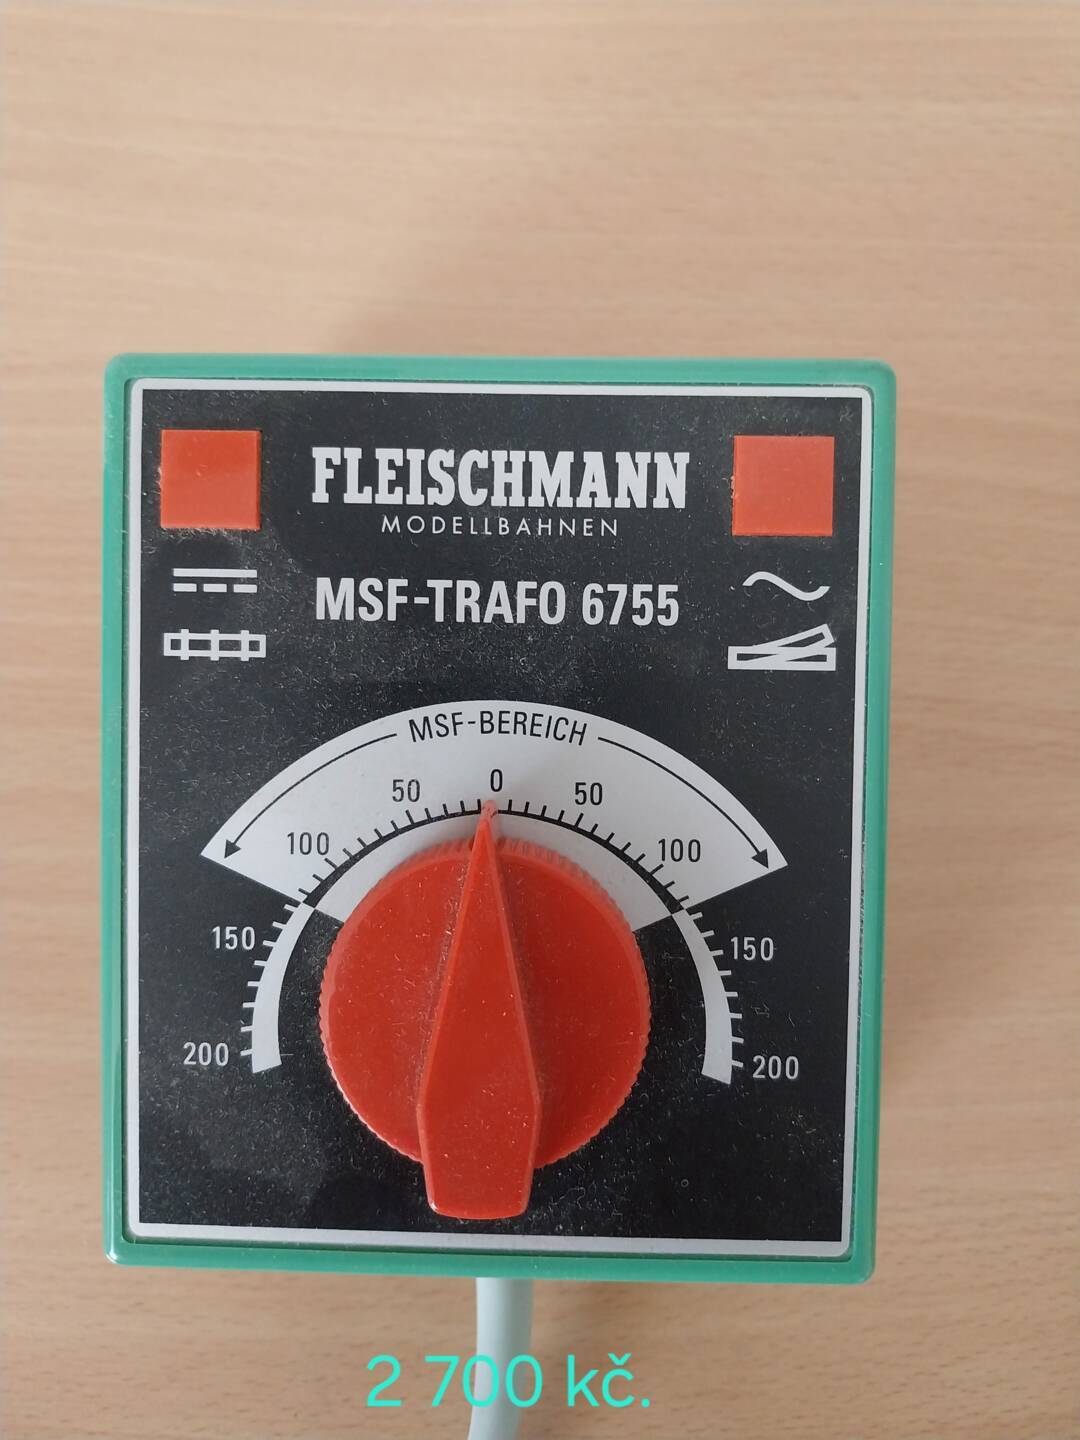 FLEISCHMANN
MODELLBAHNEN
MSF-TRAFO 6755
MSF-BEREICH
0
50 50
100 100
150 150
200 200
2 700 kč.